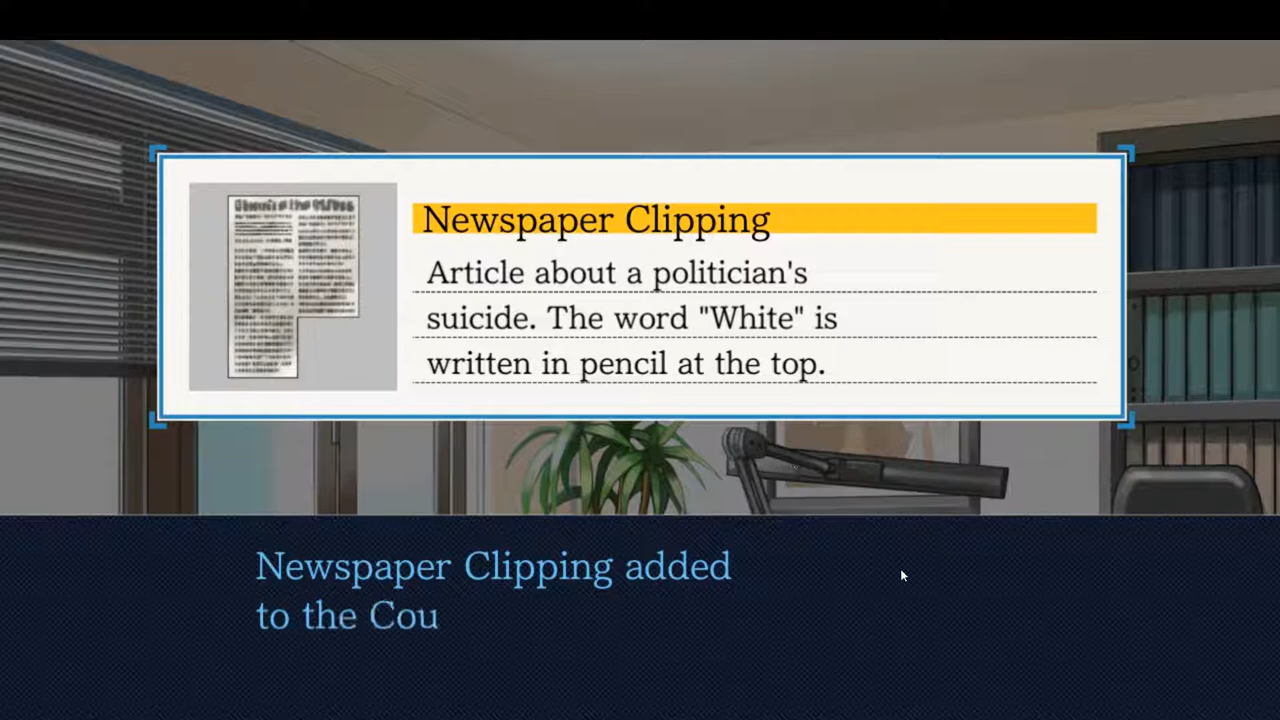 Newspaper Clipping
Article about a politician's
suicide. The word "White" is
written in pencil at the top.
Newspaper Clipping added
to the Cou